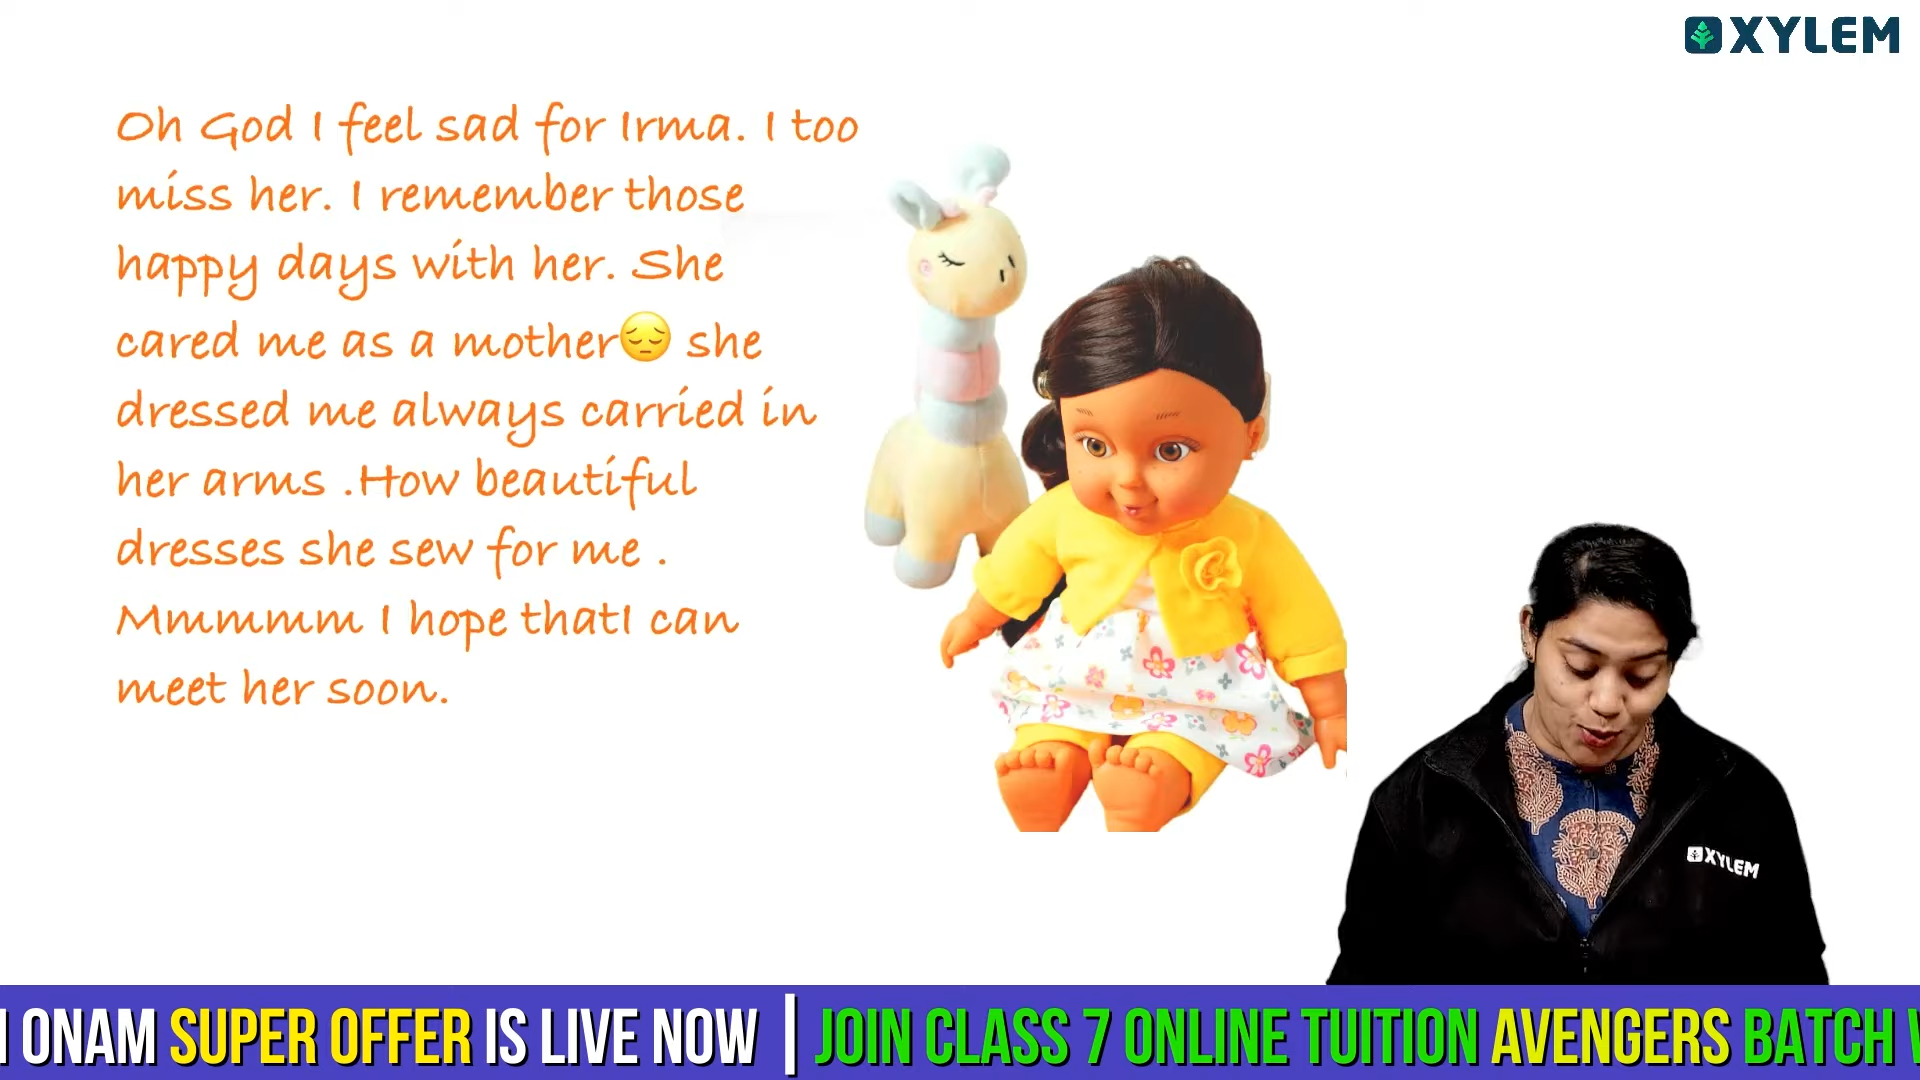 XYLEM
Oh God I feel sad for Irma. I too
miss her. I remember those
happy days with her. She
cared me as a mother😔 she
dressed me always carried in
her arms .How beautiful
dresses she sew for me .
Mmmmm I hope thatI can
meet her soon.
XYLEM
ONAM SUPER OFFER IS LIVE NOW | JOIN CLASS 7 ONLINE TUITION AVENGERS BATCH